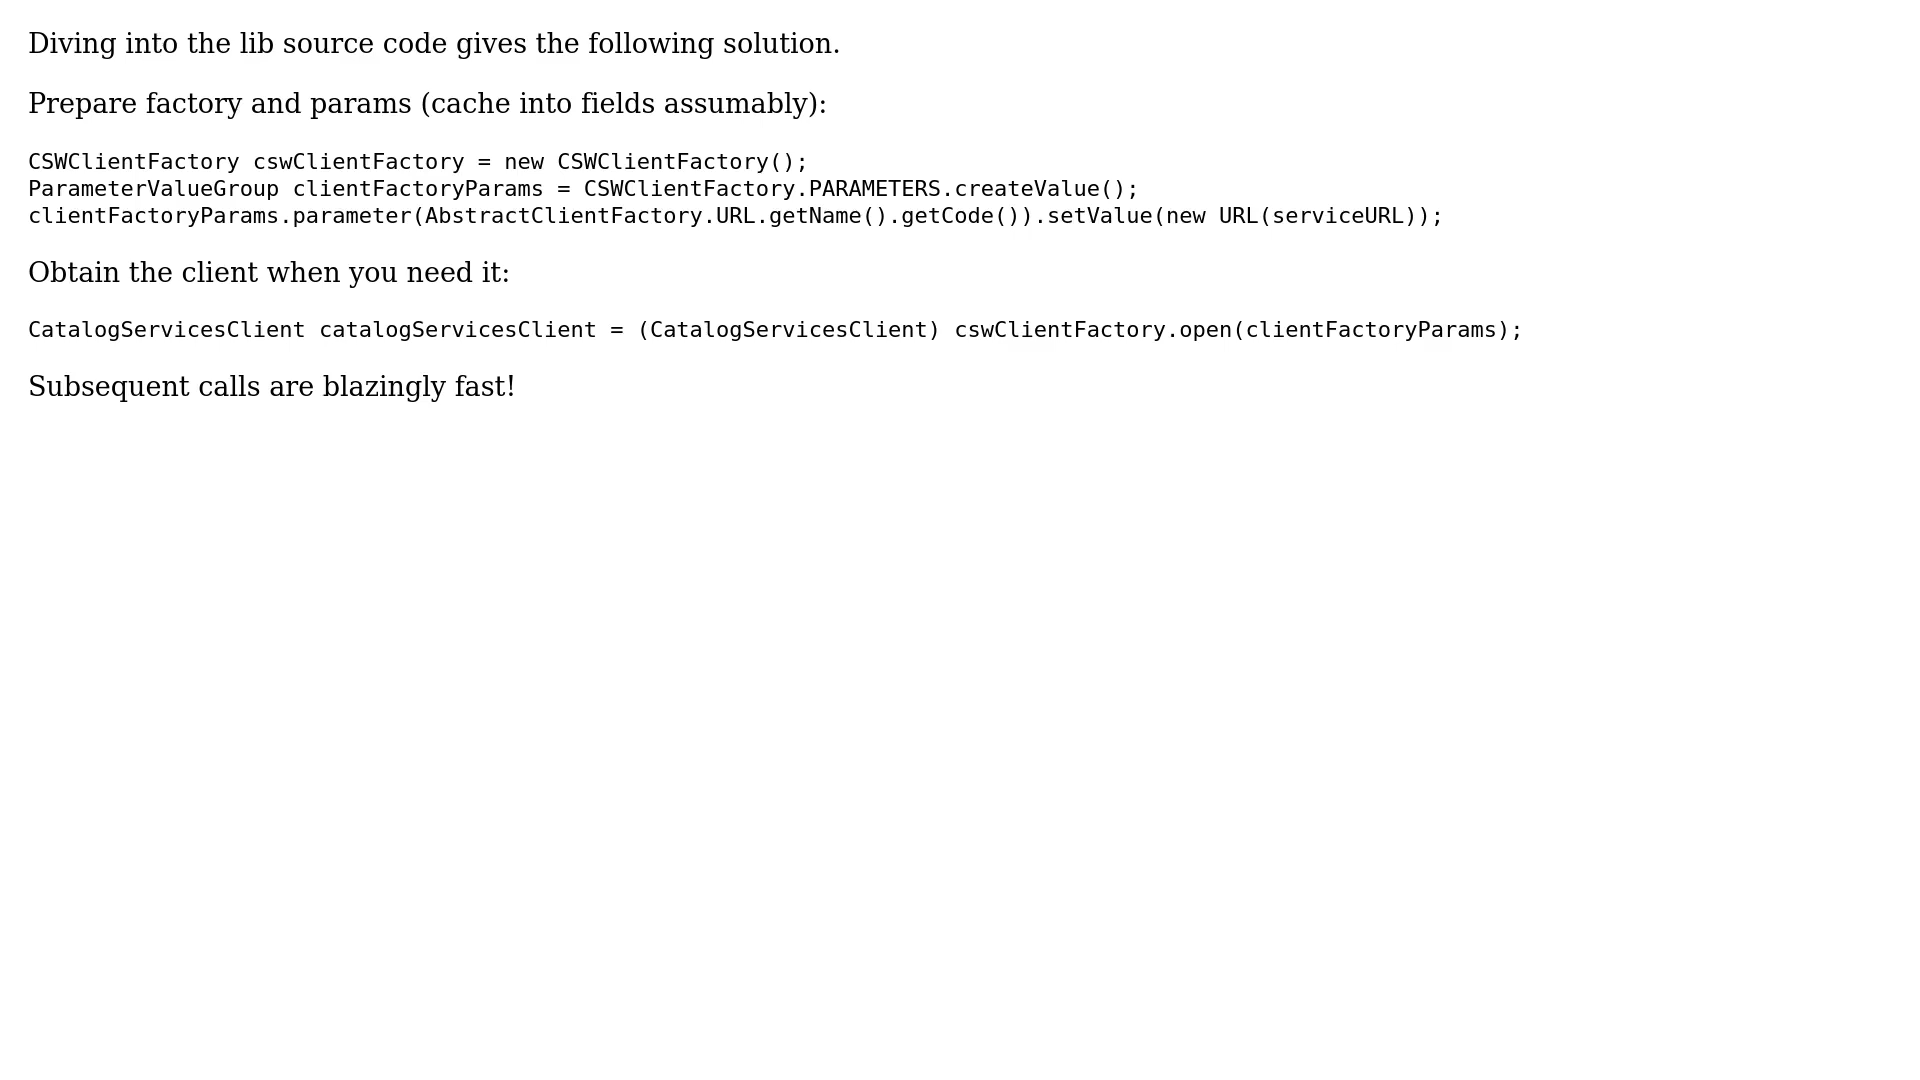 Diving into the lib source code gives the following solution.
Prepare factory and params (cache into fields assumably):
CSWClientFactory cswClientFactory = new CSWClientFactory();
ParameterValueGroup clientFactoryParams = CSWClientFactory.PARAMETERS.createValue();
clientFactoryParams.parameter(AbstractClientFactory.URL.getName().getCode()).setValue(new URL(serviceURL));
Obtain the client when you need it:
CatalogServicesClient catalogServicesClient = (CatalogServicesClient) cswClientFactory.open(clientFactoryParams);
Subsequent calls are blazingly fast!